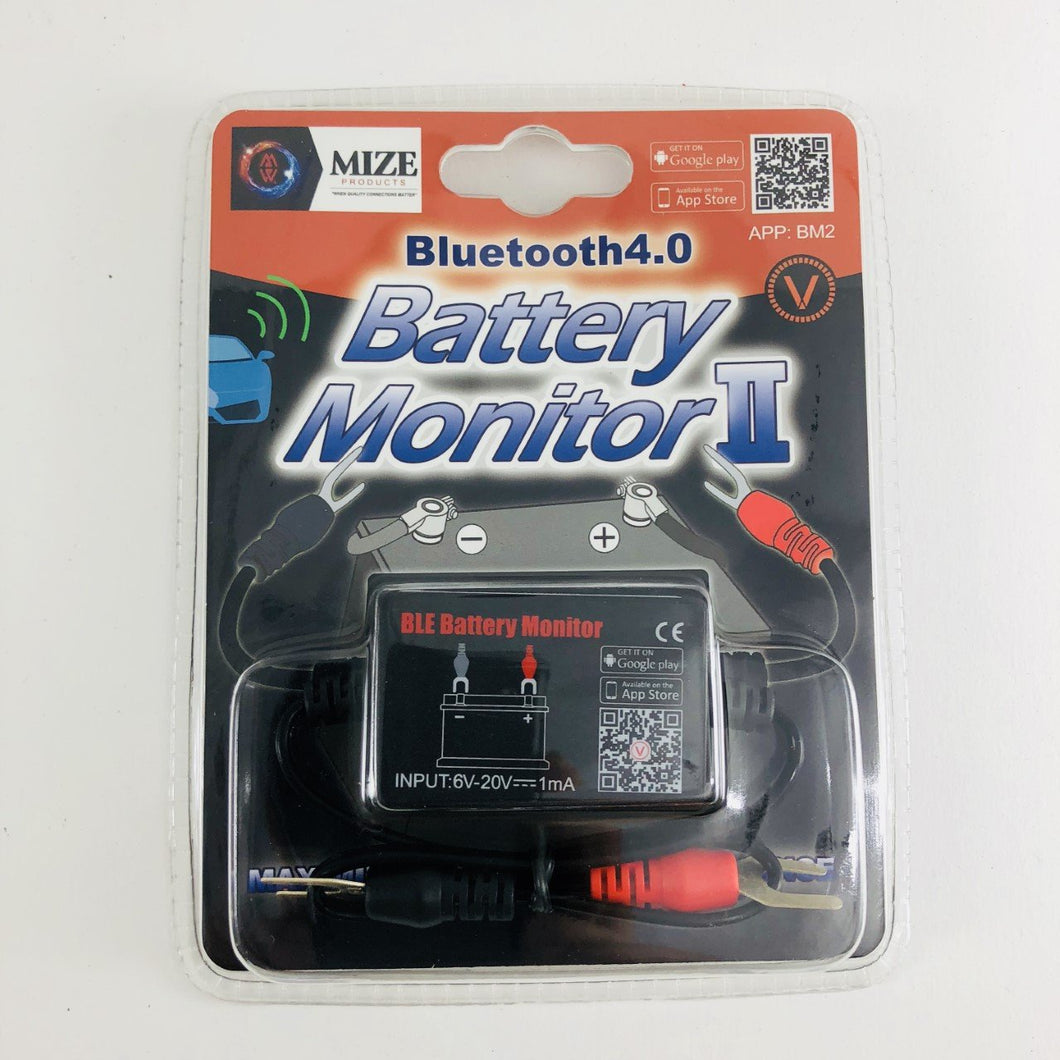 MW
MIZE
PRODUCTS
"WHEN QUALITY CONNECTIONS MATTER"
GET IT ON
Google play
Available on the
App Store
APP: BM2
Bluetooth4.0
V
Battery
Monitor II
BLE Battery Monitor
CE
GET IT ON
Google play
Available on the
App Store
V
INPUT:6V-20V⎓1mA